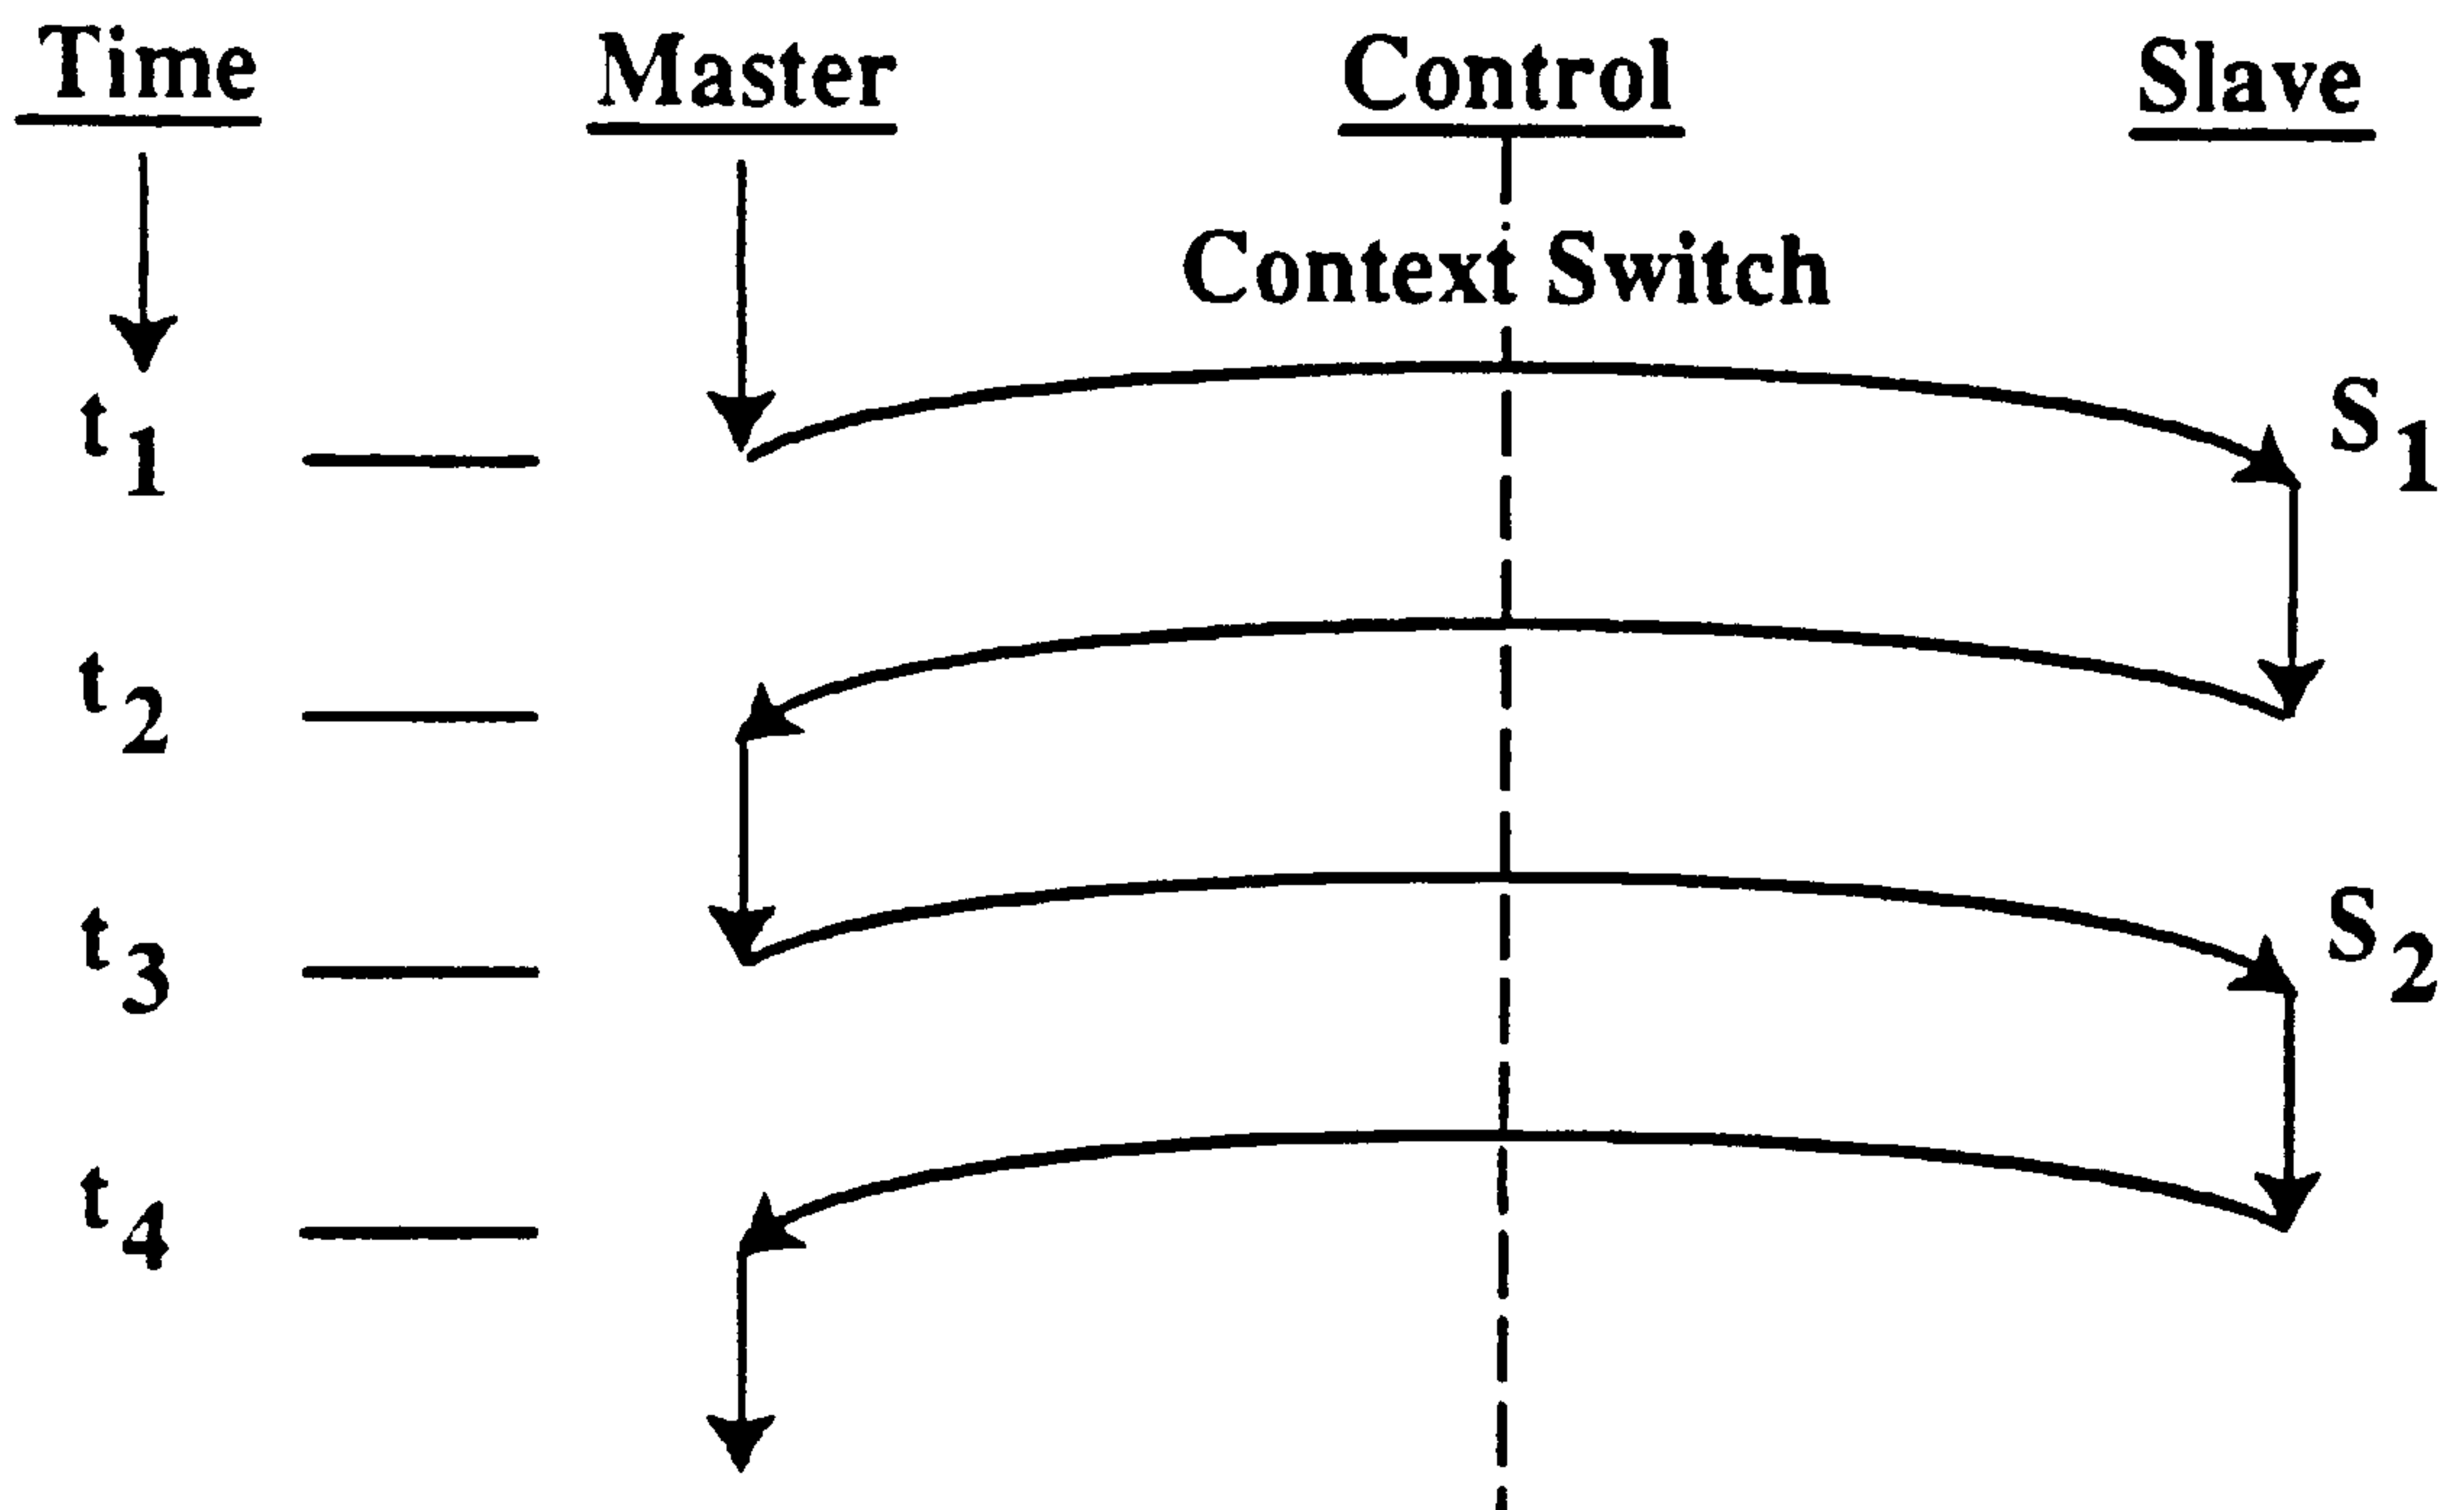 Time Master Control Slave
Context Switch
t1 S1
t2
t3 S2
t4